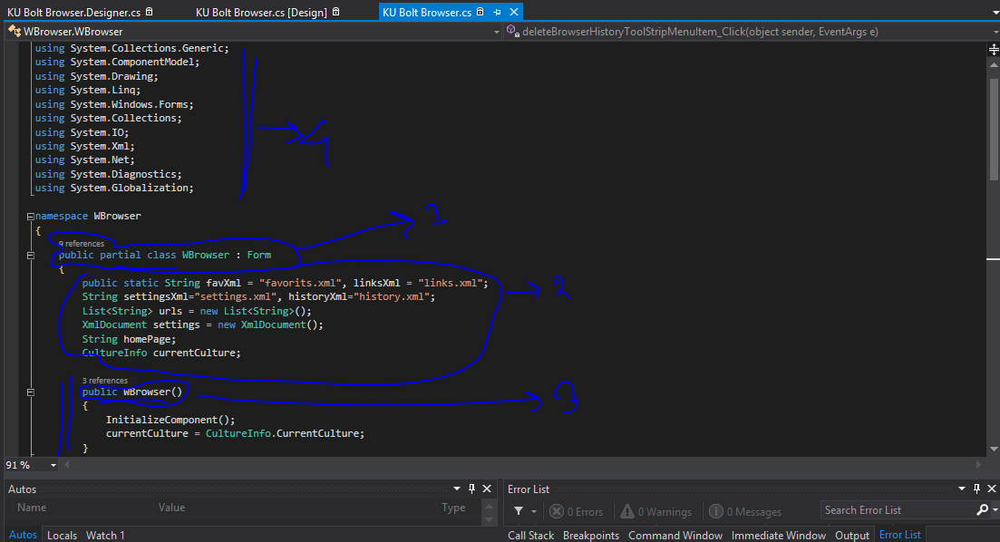 KU Bolt Browser.Designer.cs
KU Bolt Browser.cs [Design]
KU Bolt Browser.cs
WBrowser.WBrowser
deleteBrowserHistoryToolStripMenuItem_Click(object sender, EventArgs e)
using System.Collections.Generic;
using System.ComponentModel;
using System.Drawing;
using System.Linq;
using System.Windows.Forms;
using System.Collections;
using System.IO;
using System.Xml;
using System.Net;
using System.Diagnostics;
using System.Globalization;
4
namespace WBrowser
{
1
9 references
public partial class WBrowser : Form
{
public static String favXml = "favorits.xml", linksXml = "links.xml";
String settingsXml="settings.xml", historyXml="history.xml";
2
List<String> urls = new List<String>();
XmlDocument settings = new XmlDocument();
String homePage;
CultureInfo currentCulture;
3 references
public WBrowser()
3
{
InitializeComponent();
currentCulture = CultureInfo.CurrentCulture;
}
91 %
Autos
Name Value Type
Autos Locals Watch 1
Error List
0 Errors 0 Warnings 0 Messages Search Error List
Call Stack Breakpoints Command Window Immediate Window Output Error List